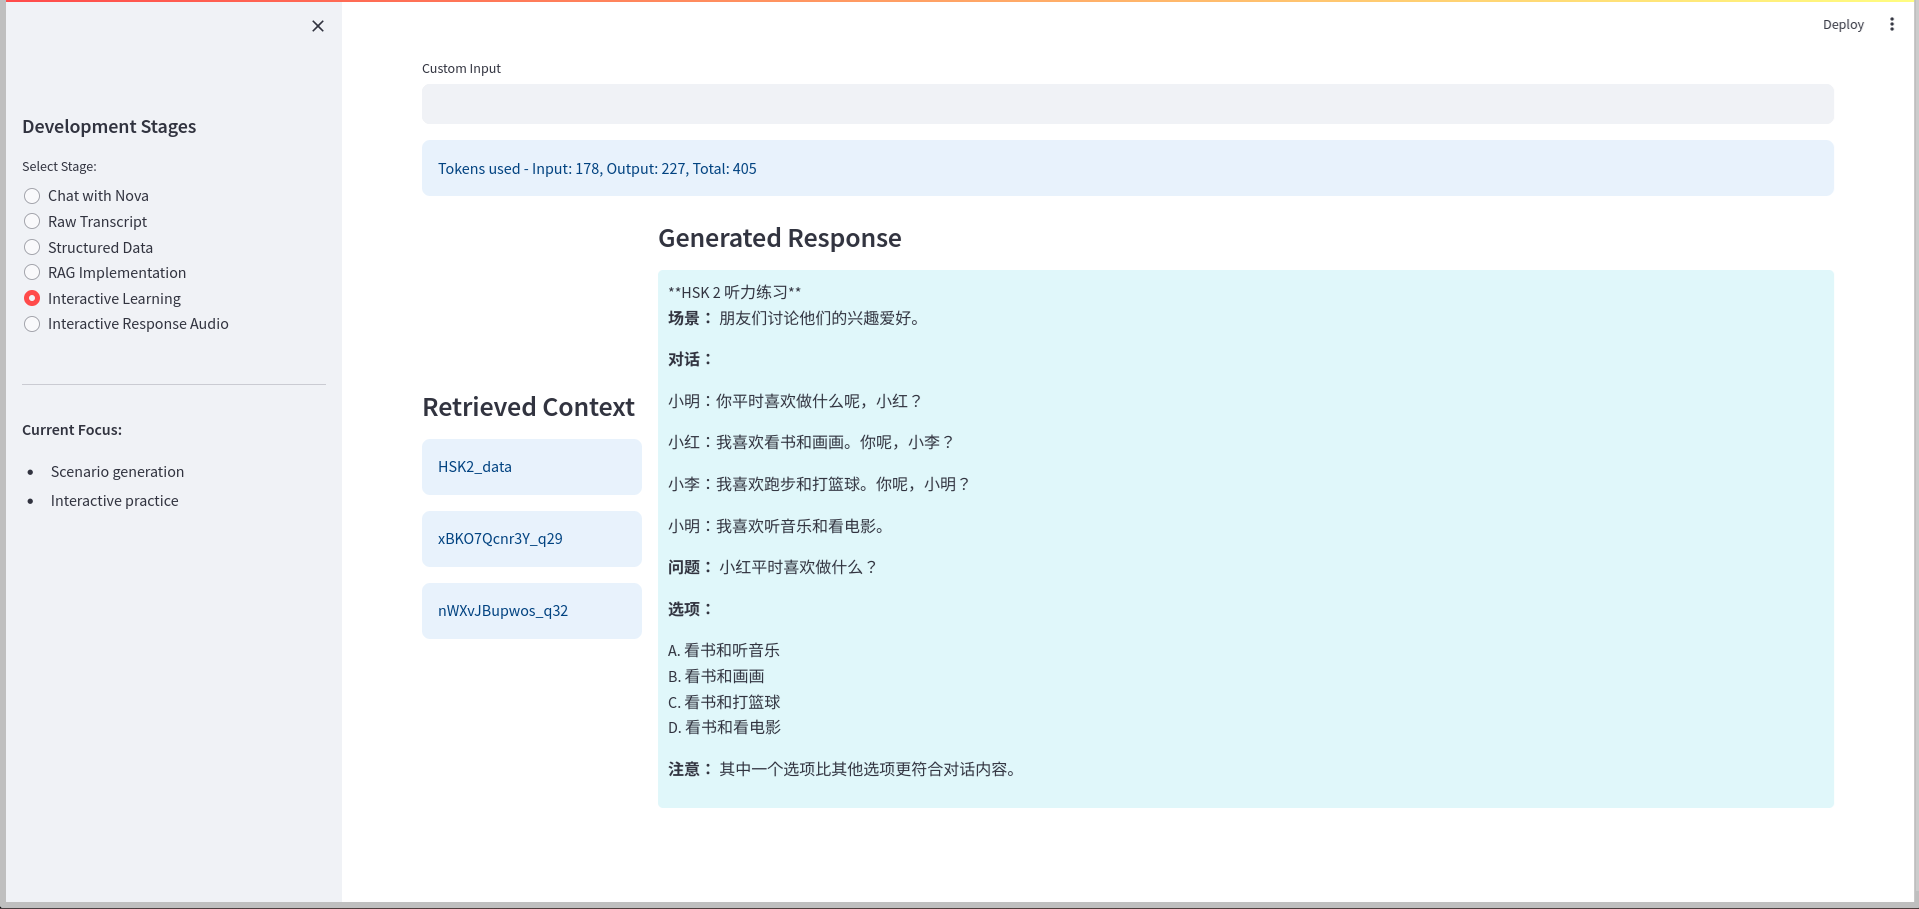 Deploy
Development Stages
Select Stage:
Chat with Nova
Raw Transcript
Structured Data
RAG Implementation
Interactive Learning
Interactive Response Audio
Current Focus:
Scenario generation
Interactive practice
Custom Input
Tokens used - Input: 178, Output: 227, Total: 405
Retrieved Context
HSK2_data
xBKO7Qcnr3Y_q29
nWXvJBupwos_q32
Generated Response
**HSK 2 听力练习**
场景： 朋友们讨论他们的兴趣爱好。
对话：
小明：你平时喜欢做什么呢，小红？
小红：我喜欢看书和画画。你呢，小李？
小李：我喜欢跑步和打篮球。你呢，小明？
小明：我喜欢听音乐和看电影。
问题： 小红平时喜欢做什么？
选项：
A. 看书和听音乐
B. 看书和画画
C. 看书和打篮球
D. 看书和看电影
注意： 其中一个选项比其他选项更符合对话内容。